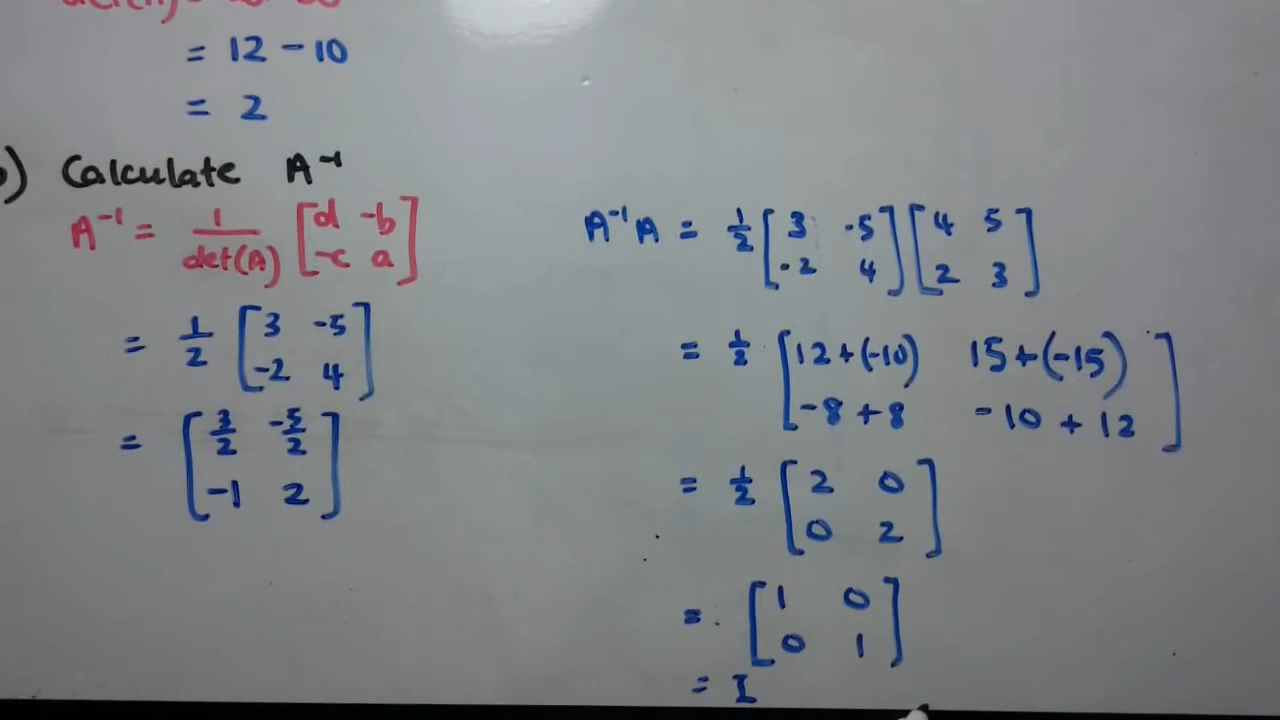 = 12 - 10
= 2
) Calculate A⁻¹
A⁻¹ = 1/det(A) [d -b; -c a]
= 1/2 [3 -5; -2 4]
= [3/2 -5/2; -1 2]
A⁻¹A = 1/2 [3 -5; -2 4] [4 5; 2 3]
= 1/2 [12+(-10) 15+(-15); -8+8 -10+12]
= 1/2 [2 0; 0 2]
= [1 0; 0 1]
= I